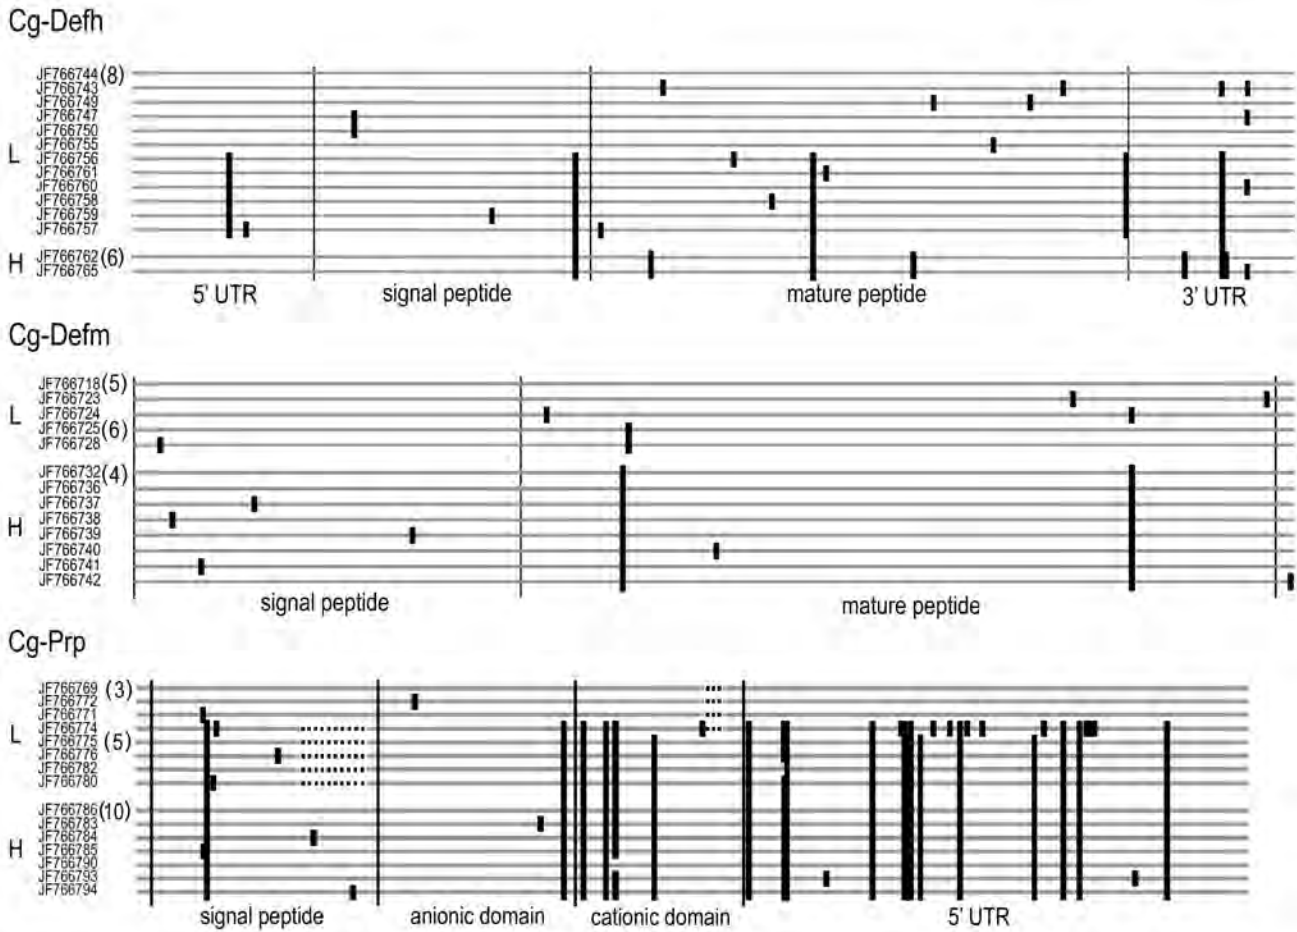 Cg-Defh
JF766744(8)
JF766743
JF766749
JF766747
JF766750
JF766755
L JF766756
JF766761
JF766760
JF766758
JF766759
JF766757
H JF766762(6)
JF766765
5' UTR signal peptide mature peptide 3' UTR
Cg-Defm
JF766718(5)
JF766723
L JF766724
JF766725(6)
JF766728
JF766732(4)
JF766736
JF766737
H JF766738
JF766739
JF766740
JF766741
JF766742
signal peptide mature peptide
Cg-Prp
JF766769 (3)
JF766772
JF766771
L JF766774
JF766775 (5)
JF766776
JF766782
JF766780
JF766786(10)
JF766783
JF766784
H JF766785
JF766790
JF766793
JF766794
signal peptide anionic domain cationic domain 5' UTR